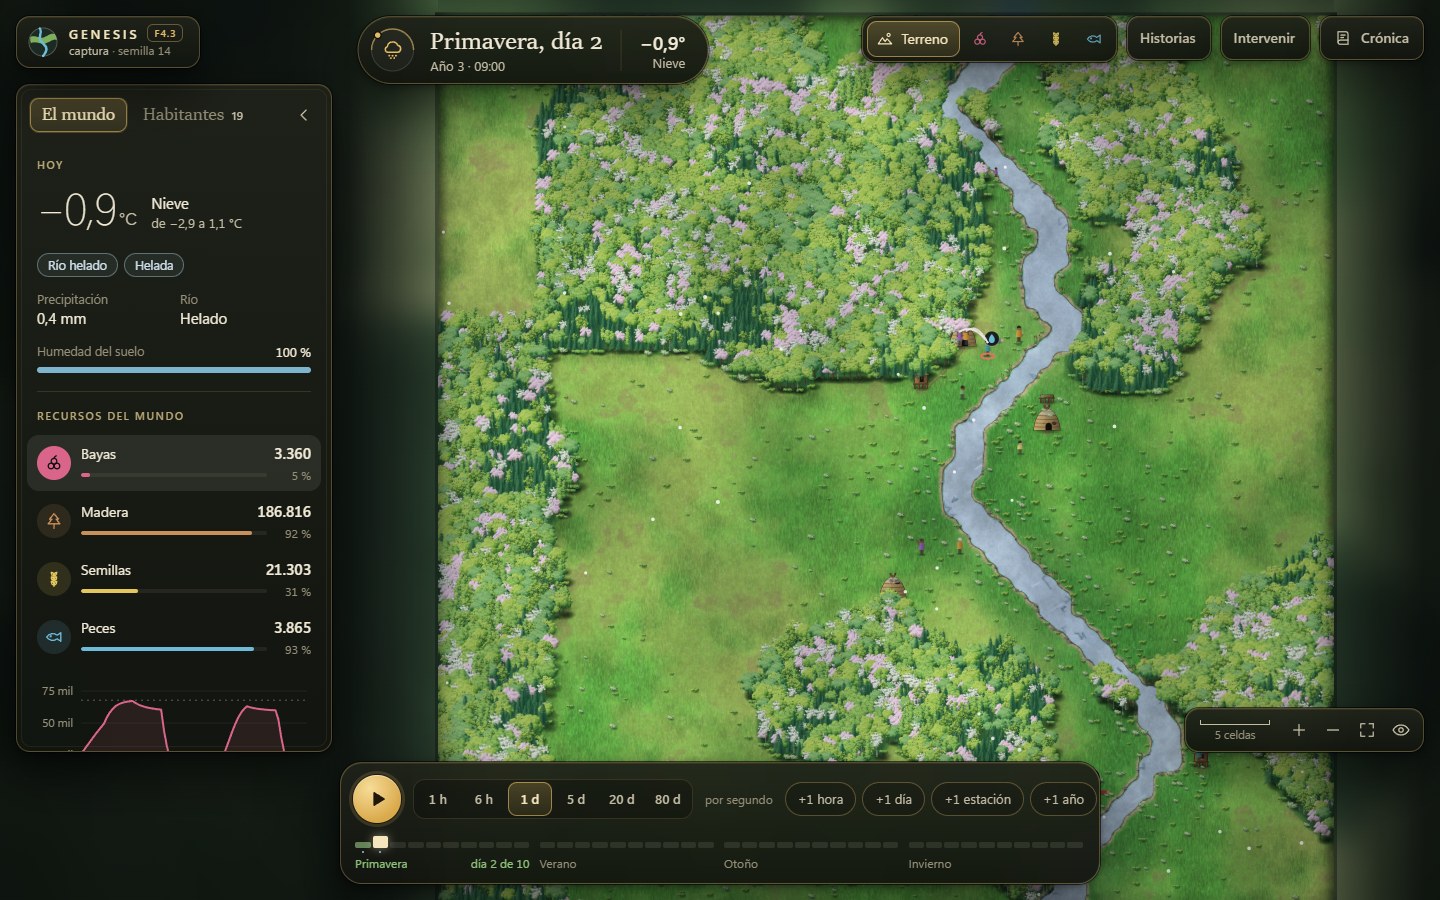 GENESIS F4.3
captura · semilla 14
Primavera, día 2
Año 3 · 09:00
−0,9°
Nieve
Terreno
Historias
Intervenir
Crónica
El mundo
Habitantes 19
HOY
−0,9 °C
Nieve
de −2,9 a 1,1 °C
Río helado
Helada
Precipitación
0,4 mm
Río
Helado
Humedad del suelo 100 %
RECURSOS DEL MUNDO
Bayas 3.360
5 %
Madera 186.816
92 %
Semillas 21.303
31 %
Peces 3.865
93 %
75 mil
50 mil
5 celdas
1 h 6 h 1 d 5 d 20 d 80 d por segundo +1 hora +1 día +1 estación +1 año
Primavera día 2 de 10 Verano Otoño Invierno